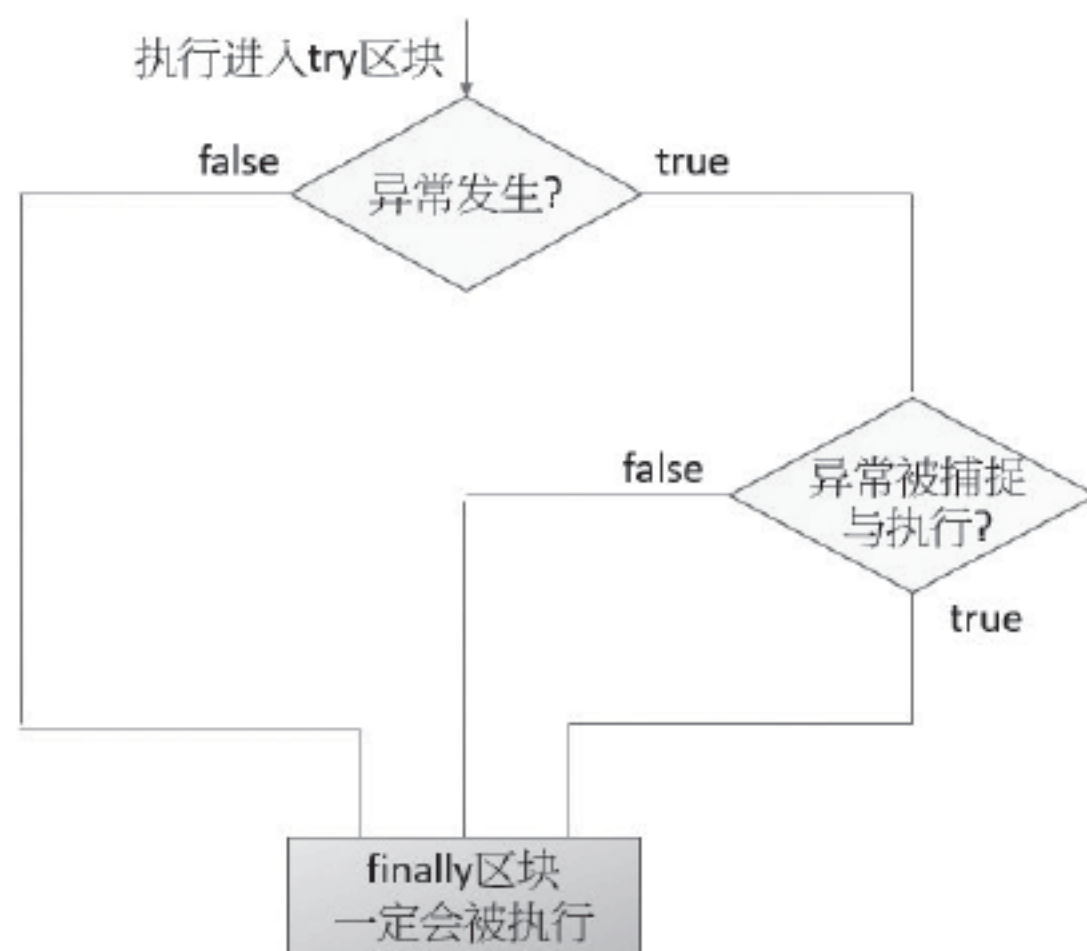 执行进入try区块
false
true
异常发生?
false
异常被捕捉
与执行?
true
finally区块
一定会被执行